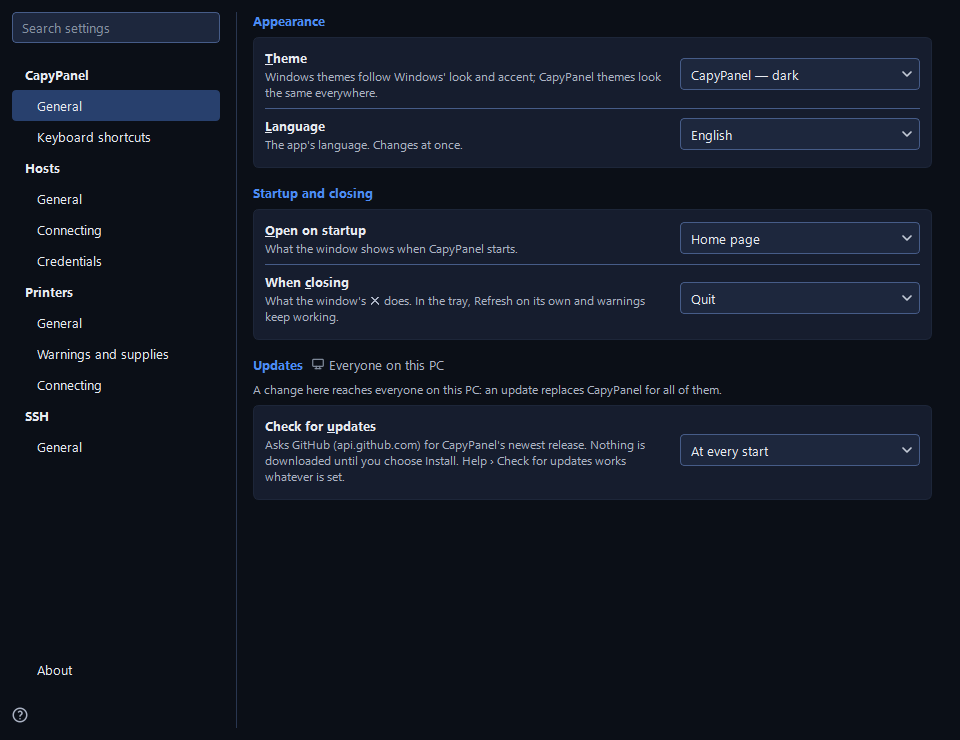 Search settings
CapyPanel
General
Keyboard shortcuts
Hosts
General
Connecting
Credentials
Printers
General
Warnings and supplies
Connecting
SSH
General
About
Appearance
Theme
Windows themes follow Windows' look and accent; CapyPanel themes look
the same everywhere.
CapyPanel — dark
Language
The app's language. Changes at once.
English
Startup and closing
Open on startup
What the window shows when CapyPanel starts.
Home page
When closing
What the window's ✕ does. In the tray, Refresh on its own and warnings
keep working.
Quit
Updates Everyone on this PC
A change here reaches everyone on this PC: an update replaces CapyPanel for all of them.
Check for updates
Asks GitHub (api.github.com) for CapyPanel's newest release. Nothing is
downloaded until you choose Install. Help › Check for updates works
whatever is set.
At every start